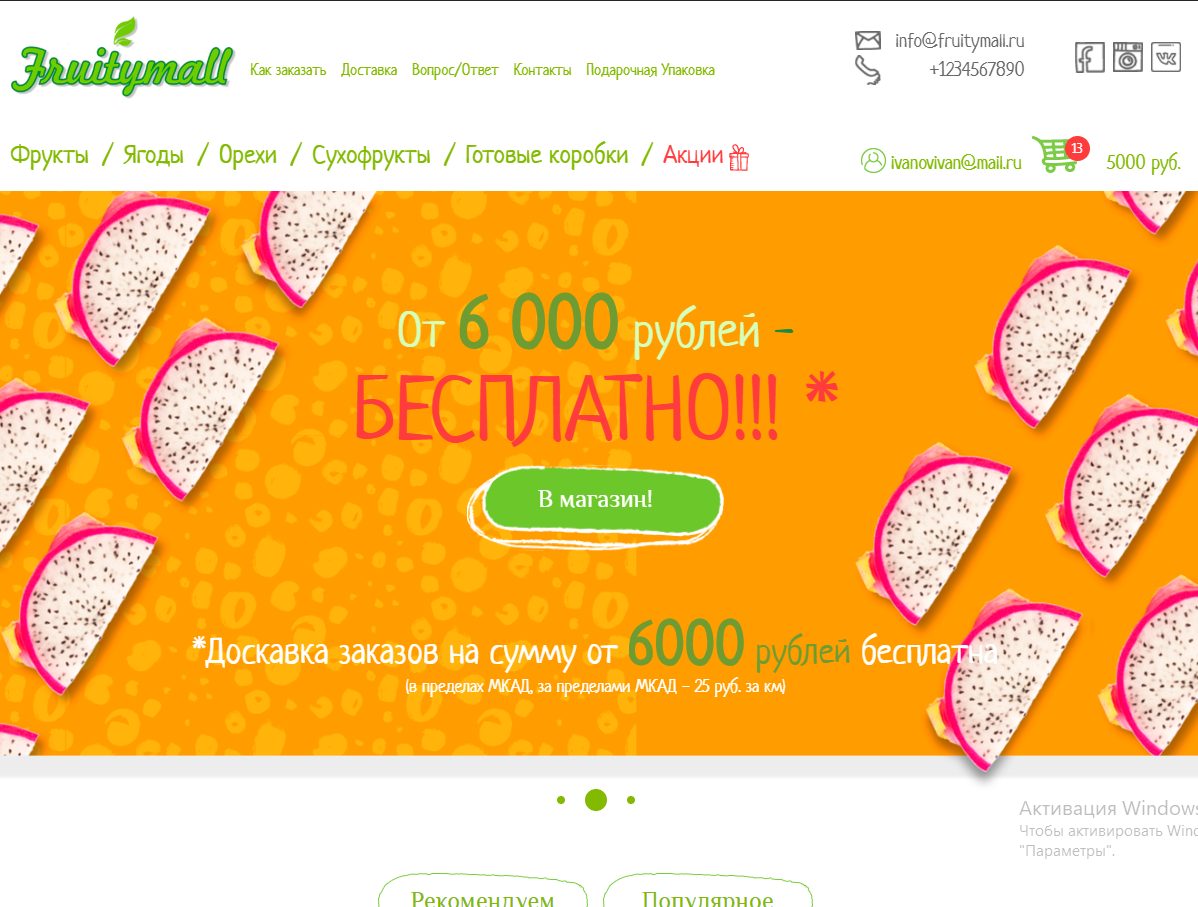 Fruitymall
Как заказать Доставка Вопрос/Ответ Контакты Подарочная Упаковка
info@fruitymall.ru
+1234567890
Фрукты / Ягоды / Орехи / Сухофрукты / Готовые коробки / Акции
ivanovivan@mail.ru 13 5000 руб.
От 6 000 рублей -
БЕСПЛАТНО!!! *
В магазин!
*Доскавка заказов на сумму от 6000 рублей бесплатна
(в пределах МКАД, за пределами МКАД - 25 руб. за км)
Активация Windows
Чтобы активировать Wind
"Параметры".
Рекомендуем Популярное